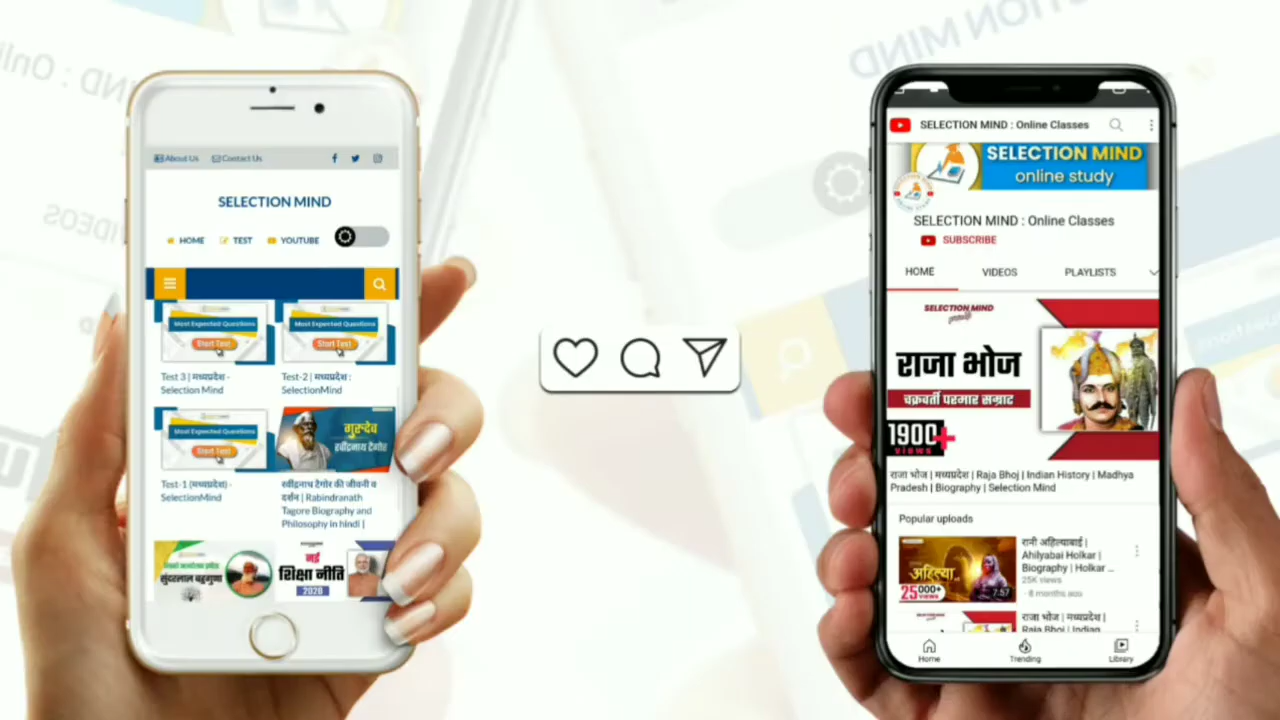 About Us Contact Us
SELECTION MIND
HOME TEST YOUTUBE
Most Expected Questions
Start Test
Most Expected Questions
Start Test
Test 3 | मध्यप्रदेश -
Selection Mind
Test-2 | मध्यप्रदेश :
SelectionMind
Most Expected Questions
Start Test
गुरुदेव
रवींद्रनाथ टैगोर
Test-1 (मध्यप्रदेश) -
SelectionMind
रवींद्रनाथ टैगोर की जीवनी व
दर्शन | Rabindranath
Tagore Biography and
Philosophy in hindi |
सुंदरलाल बहुगुणा
नई
शिक्षा नीति
2020
SELECTION MIND : Online Classes
SELECTION MIND
online study
SELECTION MIND : Online Classes
SUBSCRIBE
HOME VIDEOS PLAYLISTS
SELECTION MIND
राजा भोज
चक्रवर्ती परमार सम्राट
1900+
VIEWS
राजा भोज | मध्यप्रदेश | Raja Bhoj | Indian History | Madhya
Pradesh | Biography | Selection Mind
Popular uploads
अहिल्या
25000+
VIEWS
7:57
रानी अहिल्याबाई |
Ahilyabai Holkar |
Biography | Holkar ...
25K views
· 8 months ago
राजा भोज | मध्यप्रदेश |
Raja Bhoj | Indian
Home Trending Library